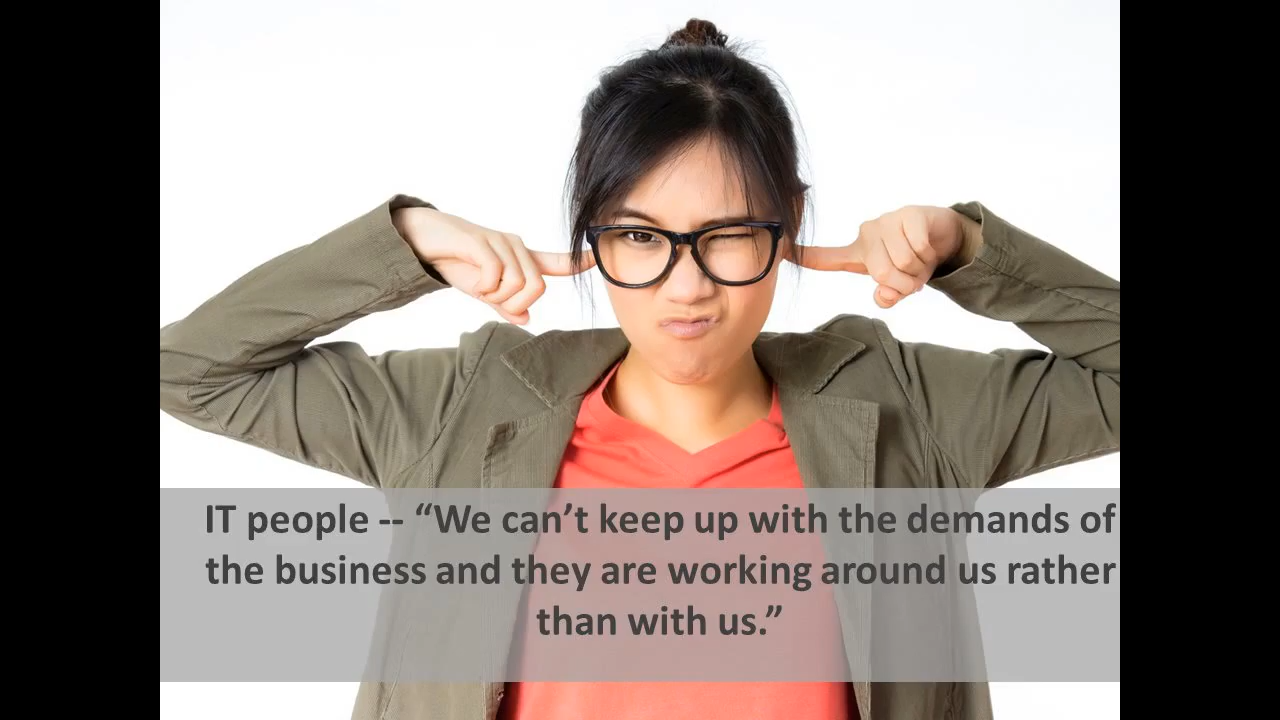 IT people -- “We can’t keep up with the demands of
the business and they are working around us rather
than with us.”